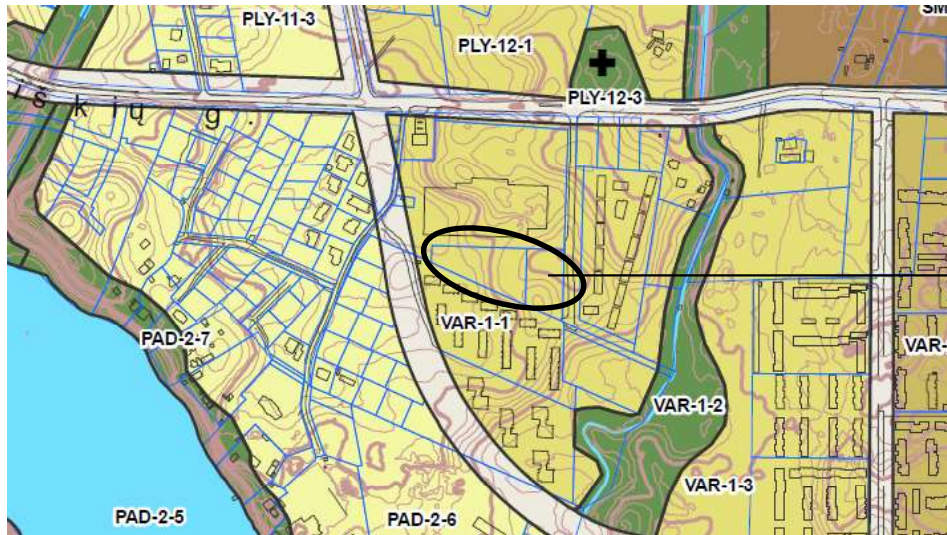 PLY-11-3
PLY-12-1
PLY-12-3
iškių g
VAR-1-1
PAD-2-7
VAR-
VAR-1-2
VAR-1-3
PAD-2-5
PAD-2-6